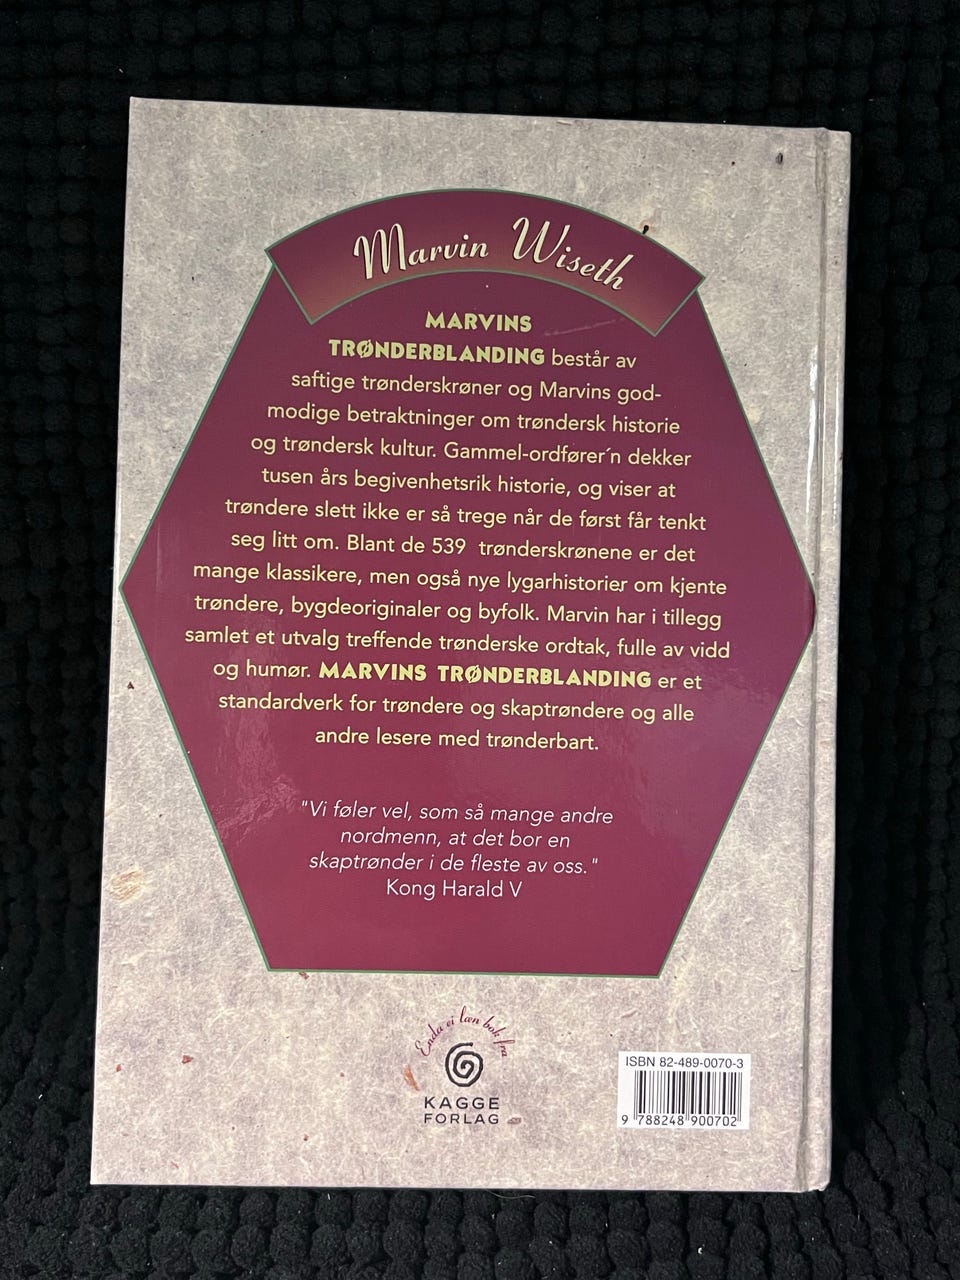 Marvin Wiseth
MARVINS
TRØNDERBLANDING består av
saftige trønderskrøner og Marvins god-
modige betraktninger om trøndersk historie
og trøndersk kultur. Gammel-ordfører´n dekker
tusen års begivenhetsrik historie, og viser at
trøndere slett ikke er så trege når de først får tenkt
seg litt om. Blant de 539 trønderskrønene er det
mange klassikere, men også nye lygarhistorier om kjente
trøndere, bygdeoriginaler og byfolk. Marvin har i tillegg
samlet et utvalg treffende trønderske ordtak, fulle av vidd
og humør. MARVINS TRØNDERBLANDING er et
standardverk for trøndere og skaptrøndere og alle
andre lesere med trønderbart.
"Vi føler vel, som så mange andre
nordmenn, at det bor en
skaptrønder i de fleste av oss."
Kong Harald V
Enda ei læn bok fra
KAGGE
FORLAG
ISBN 82-489-0070-3
9 788248 900702